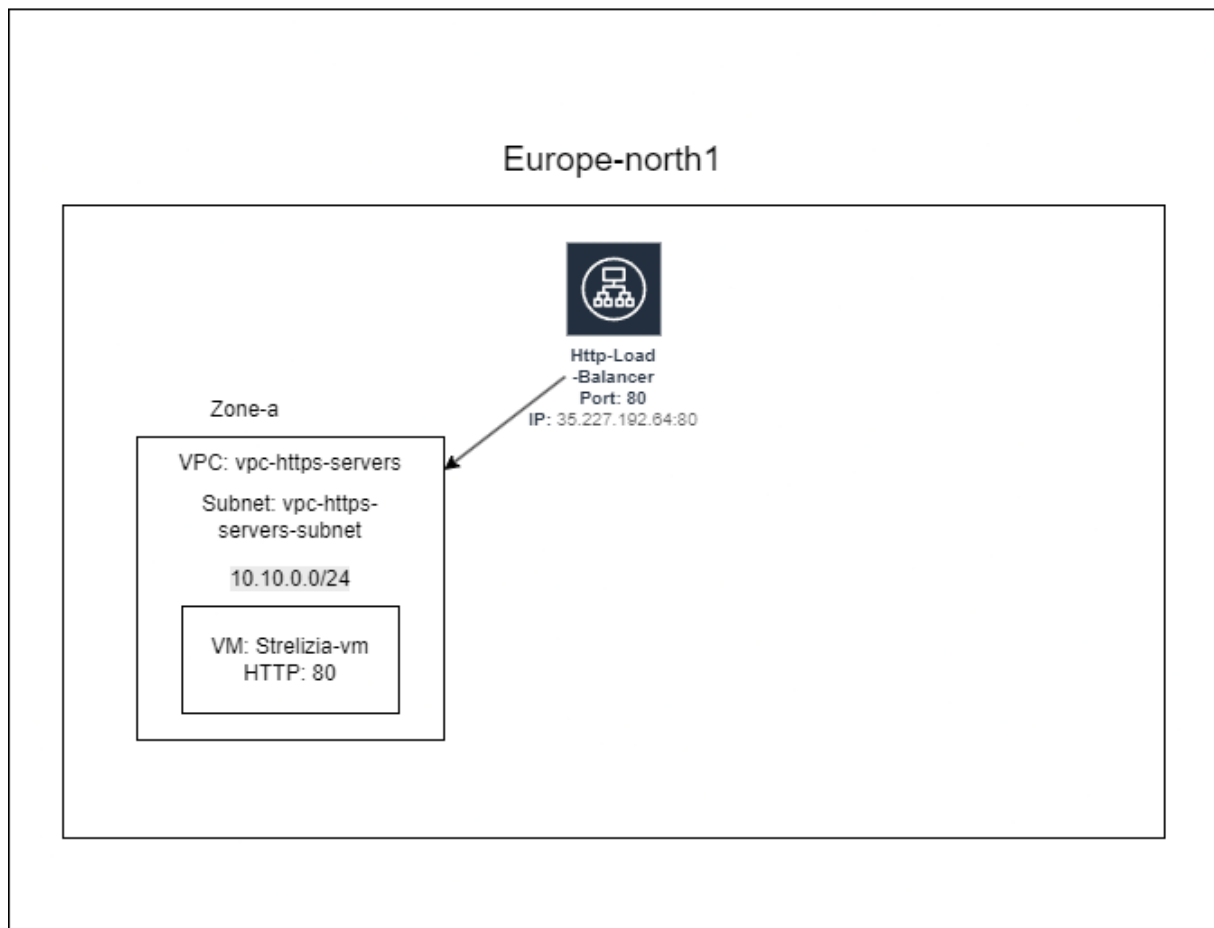 Europe-north1
Http-Load
-Balancer
Port: 80
IP: 35.227.192.64:80
Zone-a
VPC: vpc-https-servers
Subnet: vpc-https-
servers-subnet
10.10.0.0/24
VM: Strelizia-vm
HTTP: 80